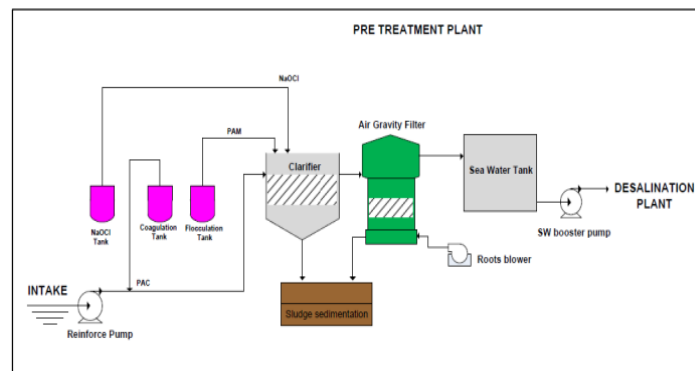 PRE TREATMENT PLANT
NaOCl
PAM
Air Gravity Filter
Clarifier
Sea Water Tank
DESALINATION
PLANT
NaOCl
Tank
Coagulation
Tank
Flocculation
Tank
SW booster pump
Roots blower
INTAKE
PAC
Sludge sedimentation
Reinforce Pump